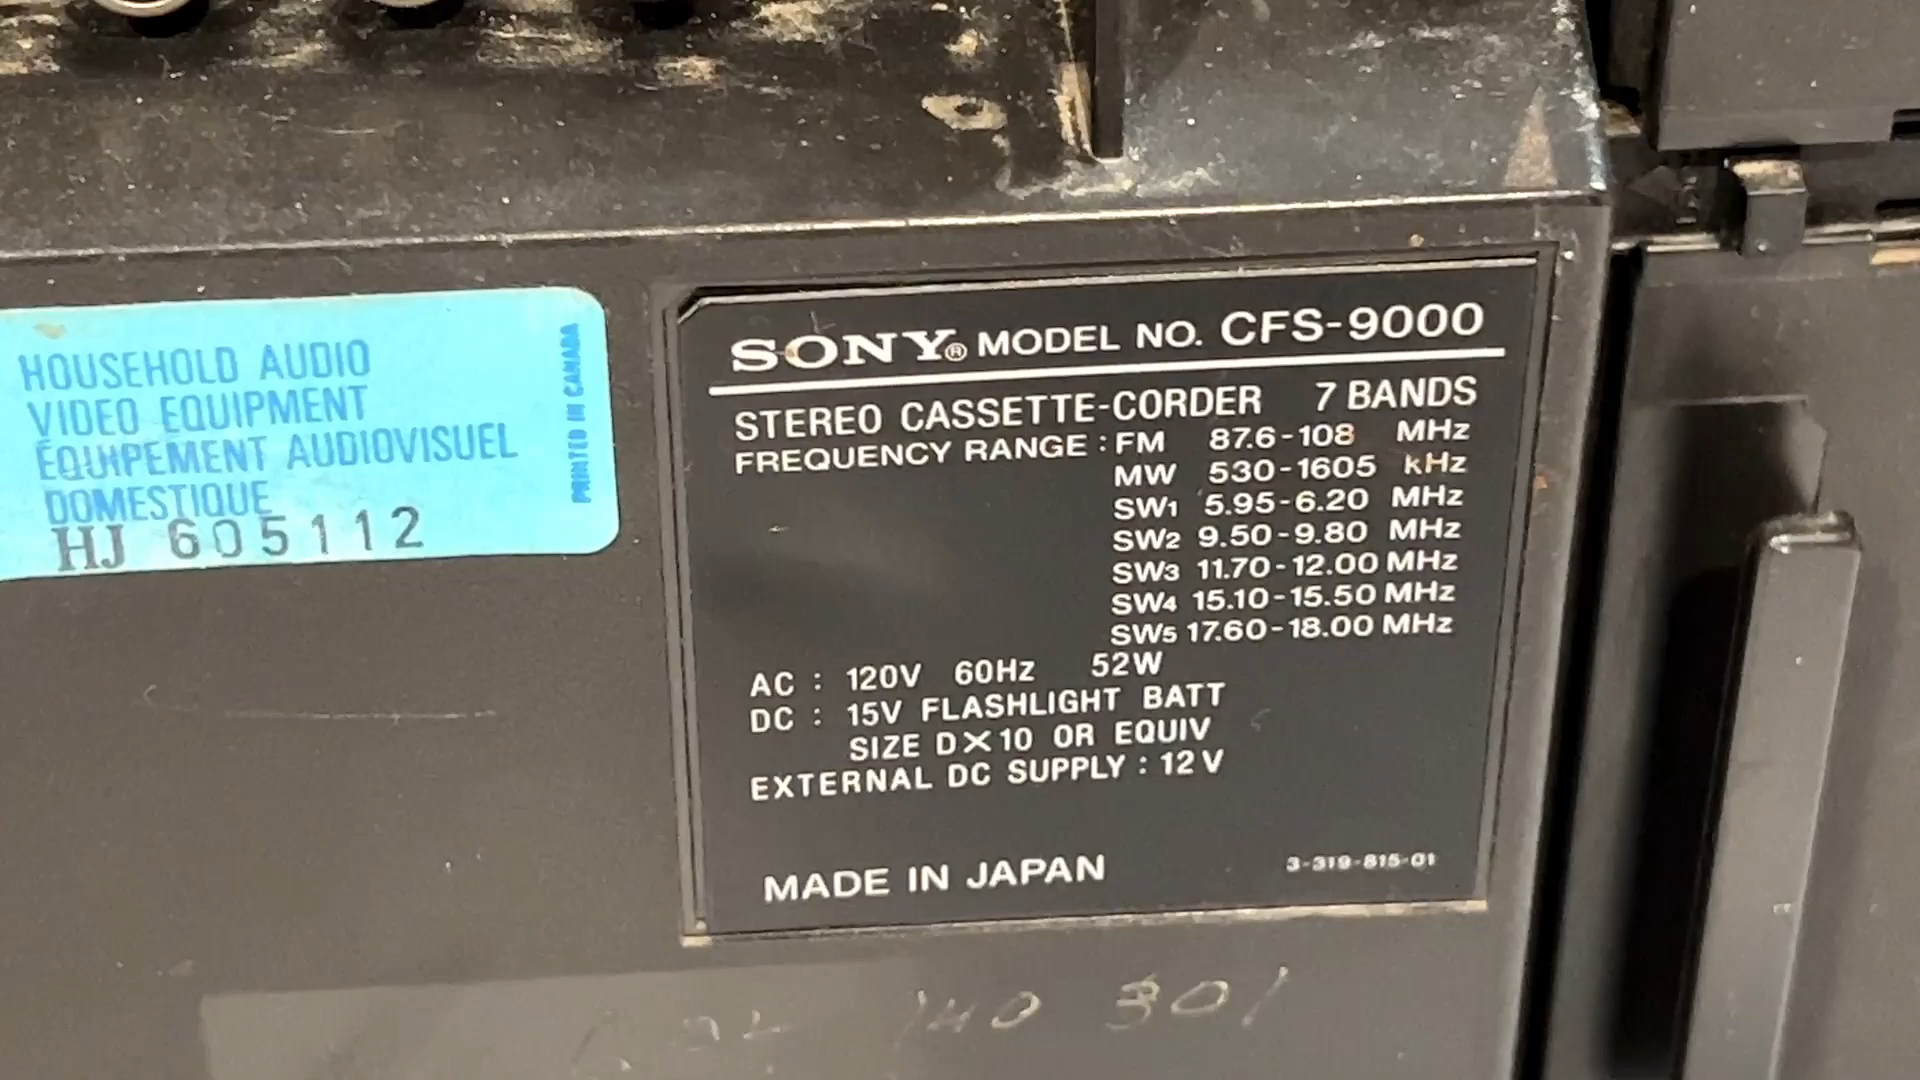 HOUSEHOLD AUDIO
VIDEO EQUIPMENT
ÉQUIPEMENT AUDIOVISUEL
DOMESTIQUE
HJ 605112
PRINTED IN CANADA
SONY® MODEL NO. CFS-9000
STEREO CASSETTE-CORDER 7 BANDS
FREQUENCY RANGE : FM 87.6-108 MHz
MW 530-1605 kHz
SW1 5.95-6.20 MHz
SW2 9.50-9.80 MHz
SW3 11.70-12.00 MHz
SW4 15.10-15.50 MHz
SW5 17.60-18.00 MHz
AC : 120V 60Hz 52W
DC : 15V FLASHLIGHT BATT
SIZE D×10 OR EQUIV
EXTERNAL DC SUPPLY : 12V
MADE IN JAPAN 3-319-815-01
140 301